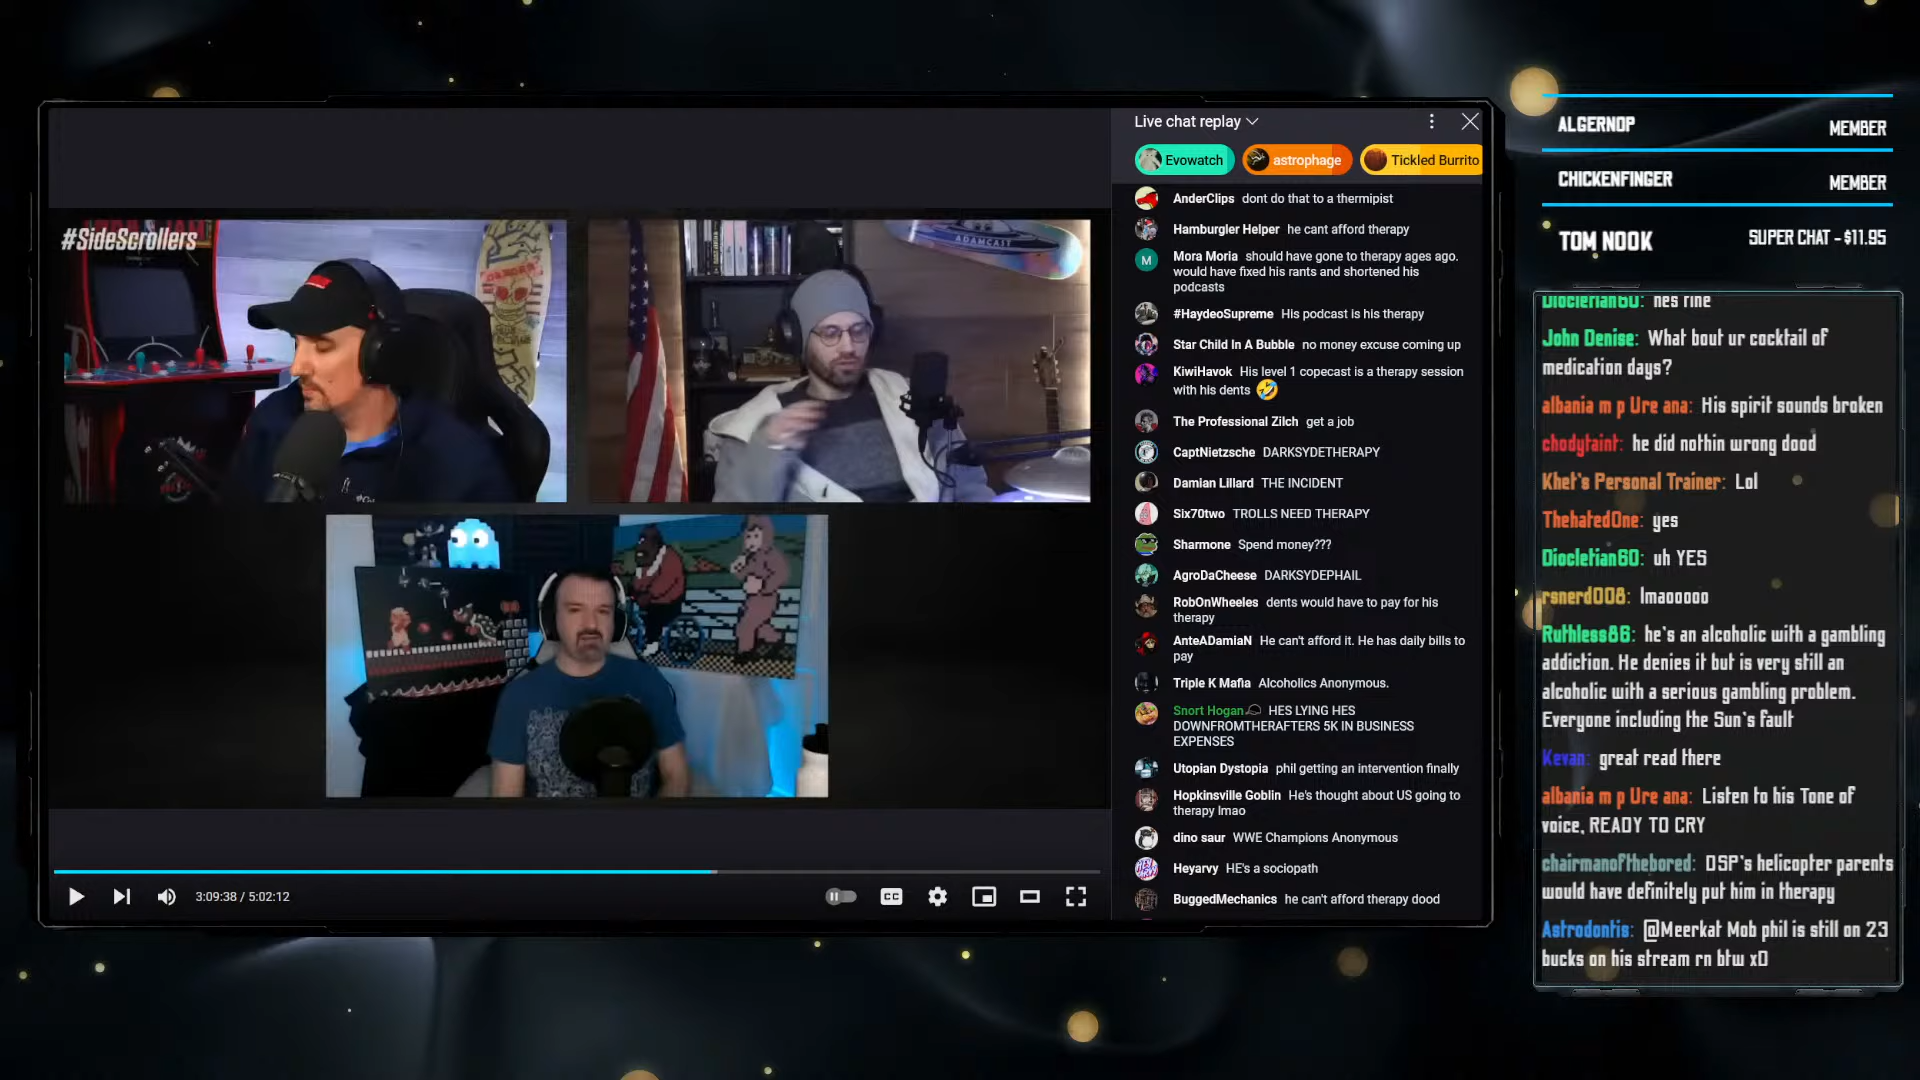 #SideScrollers
ADAMCAST
3:09:38 / 5:02:12
CC
Live chat replay
Evowatch
astrophage
Tickled Burrito
AnderClips dont do that to a thermipist
Hamburgler Helper he cant afford therapy
M
Mora Moria should have gone to therapy ages ago.
would have fixed his rants and shortened his
podcasts
#HaydeoSupreme His podcast is his therapy
Star Child In A Bubble no money excuse coming up
KiwiHavok His level 1 copecast is a therapy session
with his dents 🤣
The Professional Zilch get a job
CaptNietzsche DARKSYDETHERAPY
Damian Lillard THE INCIDENT
Six70two TROLLS NEED THERAPY
Sharmone Spend money???
AgroDaCheese DARKSYDEPHAIL
RobOnWheeles dents would have to pay for his
therapy
AnteADamiaN He can't afford it. He has daily bills to
pay
Triple K Mafia Alcoholics Anonymous.
Snort Hogan HES LYING HES
DOWNFROMTHERAFTERS 5K IN BUSINESS
EXPENSES
Utopian Dystopia phil getting an intervention finally
Hopkinsville Goblin He's thought about US going to
therapy lmao
dino saur WWE Champions Anonymous
Heyarvy HE's a sociopath
BuggedMechanics he can't afford therapy dood
ALGERNOP MEMBER
CHICKENFINGER MEMBER
TOM NOOK SUPER CHAT - $11.95
Diocletian60: hes fine
John Denise: What bout ur cocktail of
medication days?
albania m p Ure ana: His spirit sounds broken
chodytaint: he did nothin wrong dood
Khet's Personal Trainer: Lol
ThehatedOne: yes
Diocletian60: uh YES
rsnerd008: lmaooooo
Ruthless86: he's an alcoholic with a gambling
addiction. He denies it but is very still an
alcoholic with a serious gambling problem.
Everyone including the Sun's fault
Kevan: great read there
albania m p Ure ana: Listen to his Tone of
voice, READY TO CRY
chairmanofthebored: DSP's helicopter parents
would have definitely put him in therapy
Astrodontis: @Meerkat Mob phil is still on 23
bucks on his stream rn btw xD